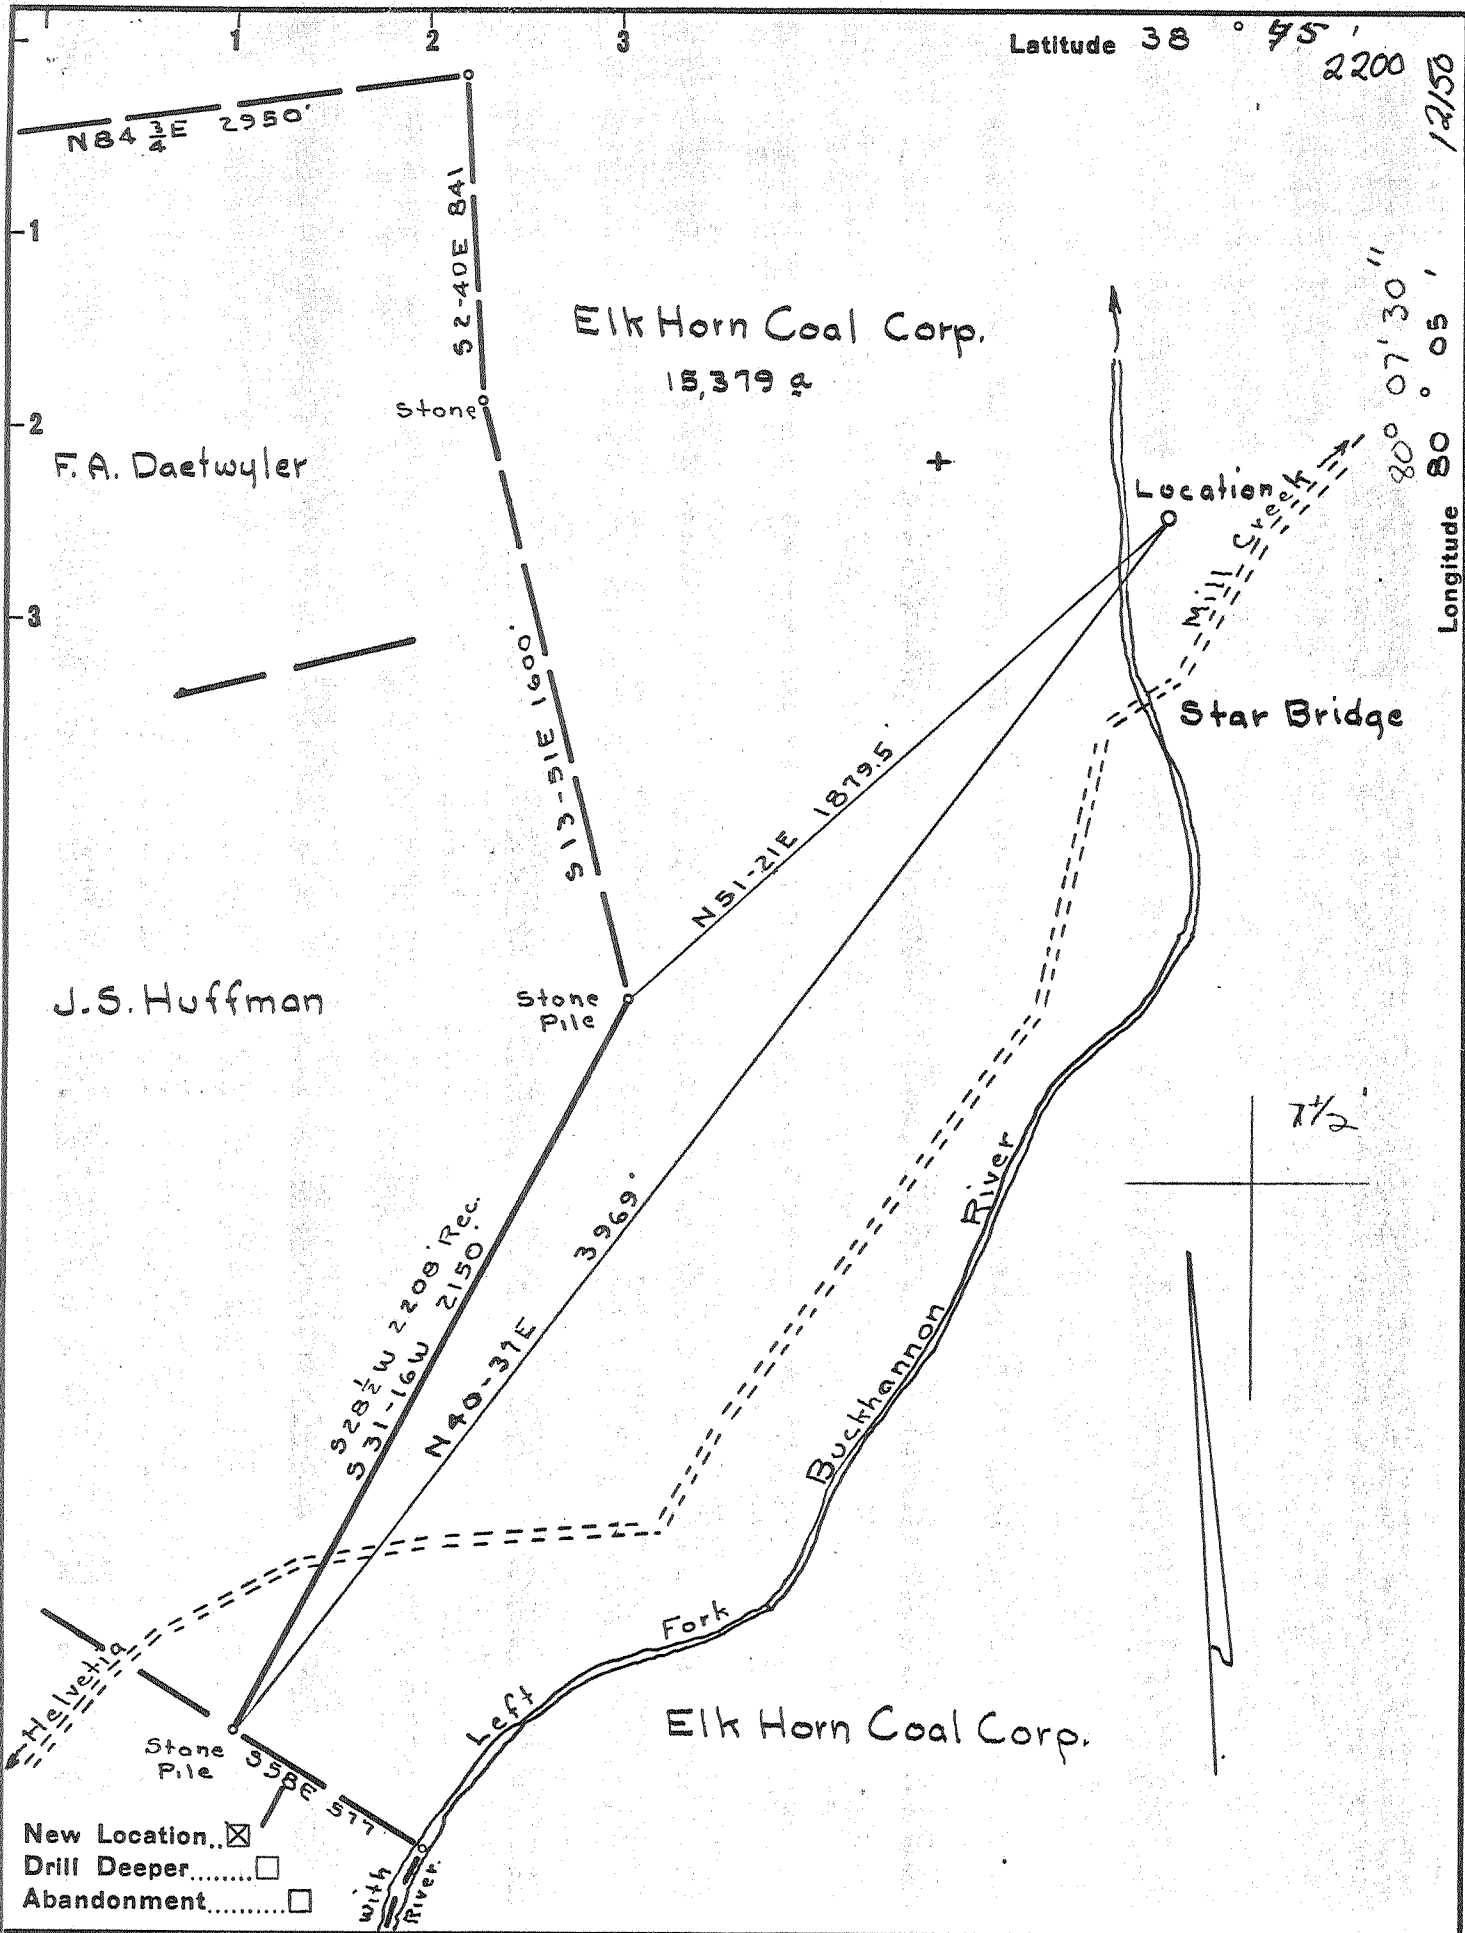 1 2 3
Latitude 38 ° 45 '
2200
12150
N84 3/4 E 2950'
-1
S2-40E 841
Elk Horn Coal Corp.
15,379 a
80° 07' 30"
Longitude 80 ° 05 '
Stone
-2
F.A. Daetwyler
+
Location
Mill Creek
-3
S13-51E 1600'
Star Bridge
N51-21E 1879.5'
J.S. Huffman
Stone
Pile
7 1/2'
River
S28 1/2 W 2208' Rec.
S31-16W 2150'
3969'
N40-37E
Buckhannon
Fork
Left
Helvetia
Elk Horn Coal Corp.
Stone
Pile
S58E 577
New Location..☒
Drill Deeper........☐
Abandonment..........☐
with
River.